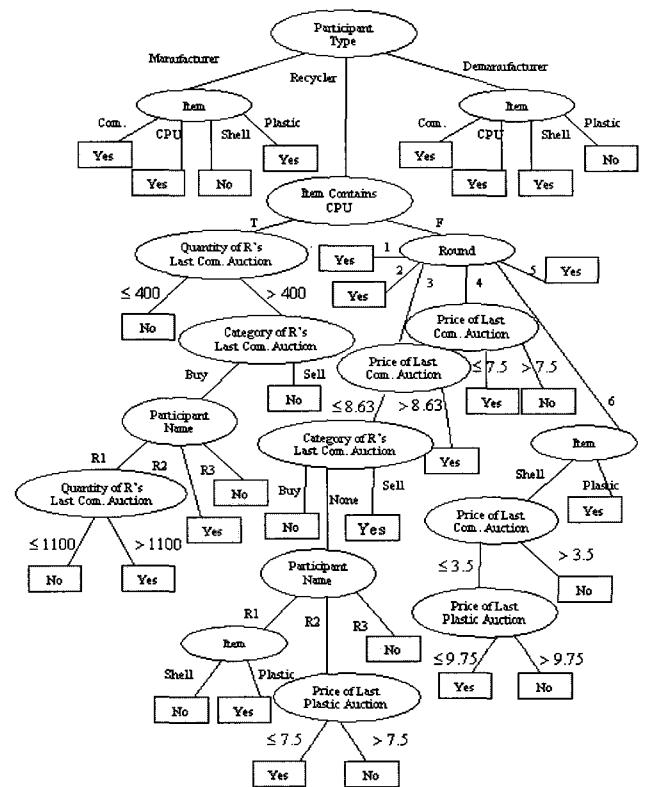 Participant
Type
Manufacturer
Recycler
Demanufacturer
Item
Item
Com.
CPU
Shell
Plastic
Com.
CPU
Shell
Plastic
Yes
Yes
No
Yes
Yes
Yes
Yes
No
Item Contains
CPU
T
F
Quantity of R's
Last Com. Auction
1
Round
Yes
2
3
4
5
Yes
Yes
≤ 400
> 400
No
Category of R's
Last Com. Auction
Price of Last
Com. Auction
Price of Last
Com. Auction
≤ 7.5
> 7.5
Buy
Sell
No
Yes
No
6
≤8.63
> 8.63
Participant
Name
Category of R's
Last Com. Auction
Yes
Item
R1
R2
R3
No
Shell
Plastic
Yes
Quantity of R's
Last Com. Auction
Yes
Buy
None
Sell
No
Yes
Price of Last
Com. Auction
≤ 1100
> 1100
No
Yes
≤3.5
> 3.5
No
Participant
Name
Price of Last
Plastic Auction
R1
R2
R3
No
Item
≤9.75
> 9.75
Yes
No
Shell
Plastic
No
Yes
Price of Last
Plastic Auction
≤ 7.5
> 7.5
Yes
No